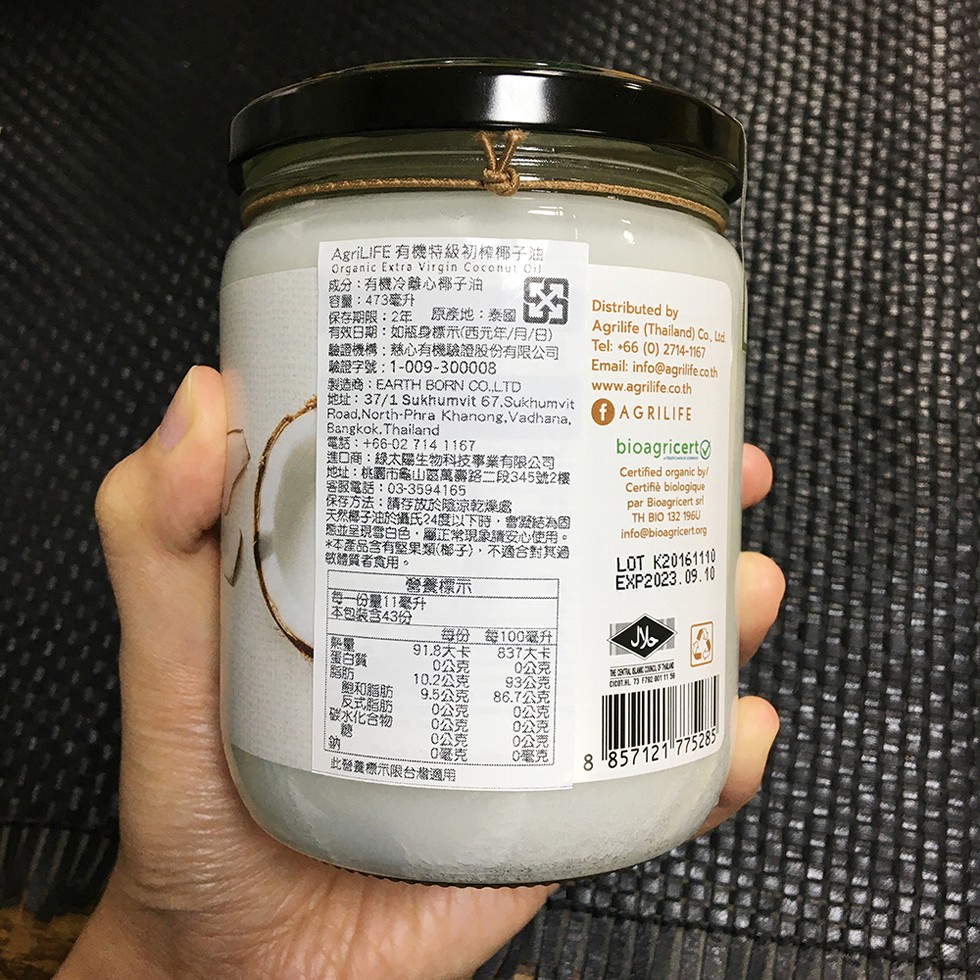 AgriLIFE 有機特級初榨椰子油
Organic Extra Virgin Coconut Oil
成分：有機冷離心椰子油
容量：473毫升
保存期限：2年 原產地：泰國
有效日期：如瓶身標示(西元年/月/日)
驗證機構：慈心有機驗證股份有限公司
驗證字號：1-009-300008
製造商：EARTH BORN CO.,LTD
地址：37/1 Sukhumvit 67,Sukhumvit
Road,North-Phra Khanong,Vadhana,
Bangkok,Thailand
電話：+66-02 714 1167
進口商：綠太陽生物科技事業有限公司
地址：桃園市龜山區萬壽路二段345號2樓
客服電話：03-3594165
保存方法：請存放於陰涼乾燥處
天然椰子油於攝氏24度以下時，會凝結為固
態並呈現雪白色，屬正常現象請安心使用。
*本產品含有堅果類(椰子)，不適合對其過
敏體質者食用。
營養標示
每一份量11毫升
本包裝含43份
每份 每100毫升
熱量 91.8大卡 837大卡
蛋白質 0公克 0公克
脂肪 10.2公克 93公克
飽和脂肪 9.5公克 86.7公克
反式脂肪 0公克 0公克
碳水化合物 0公克 0公克
糖 0公克 0公克
鈉 0毫克 0毫克
此營養標示限台灣適用
Distributed by
Agrilife (Thailand) Co., Ltd.
Tel: +66 (0) 2714-1167
Email: info@agrilife.co.th
www.agrilife.co.th
f AGRILIFE
bioagricert
Certified organic by/
Certifiè biologique
par Bioagricert srl
TH BIO 132 196U
info@bioagricert.org
LOT K20161110
EXP2023.09.10
حلال
THE CENTRAL ISLAMIC COUNCIL OF THAILAND
CICOT.HL 73 F792 001 11 59
8 857121 775285